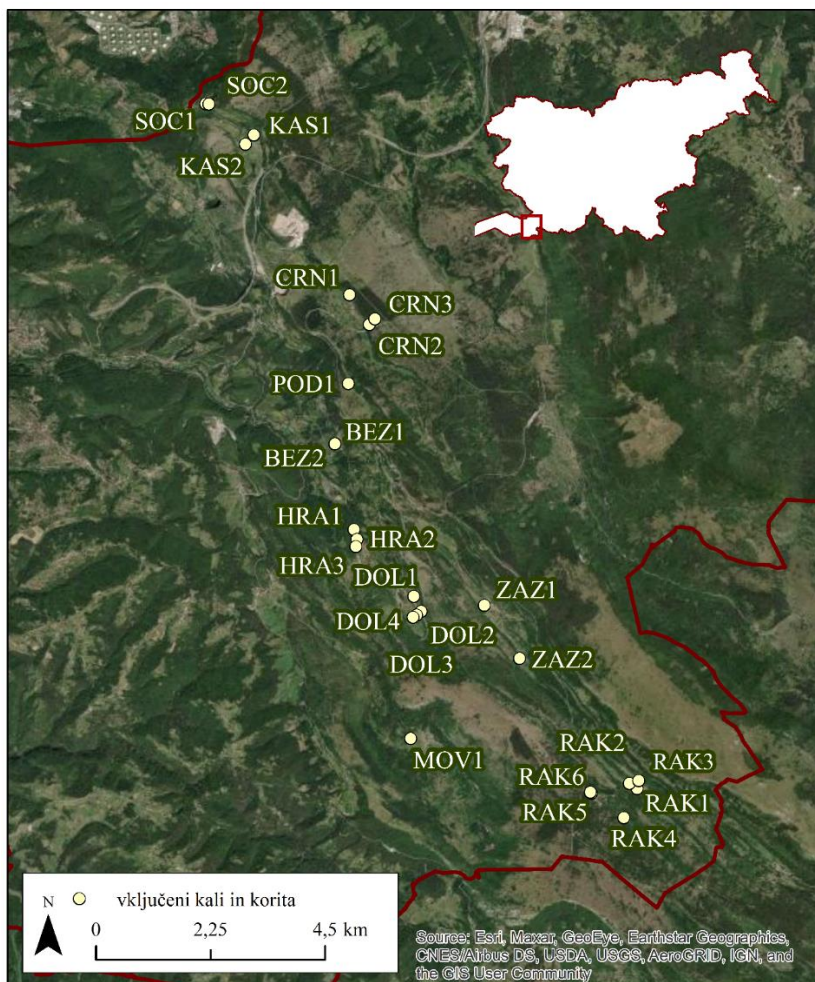 SOC2
SOC1
KAS1
KAS2
CRN1
CRN3
CRN2
POD1
BEZ1
BEZ2
HRA1
HRA2
HRA3
DOL1
ZAZ1
DOL4
DOL2
DOL3
ZAZ2
MOV1
RAK2
RAK3
RAK6
RAK1
RAK5
RAK4
vključeni kali in korita
N
0 2,25 4,5 km
Source: Esri, Maxar, GeoEye, Earthstar Geographics,
CNES/Airbus DS, USDA, USGS, AeroGRID, IGN, and
the GIS User Community